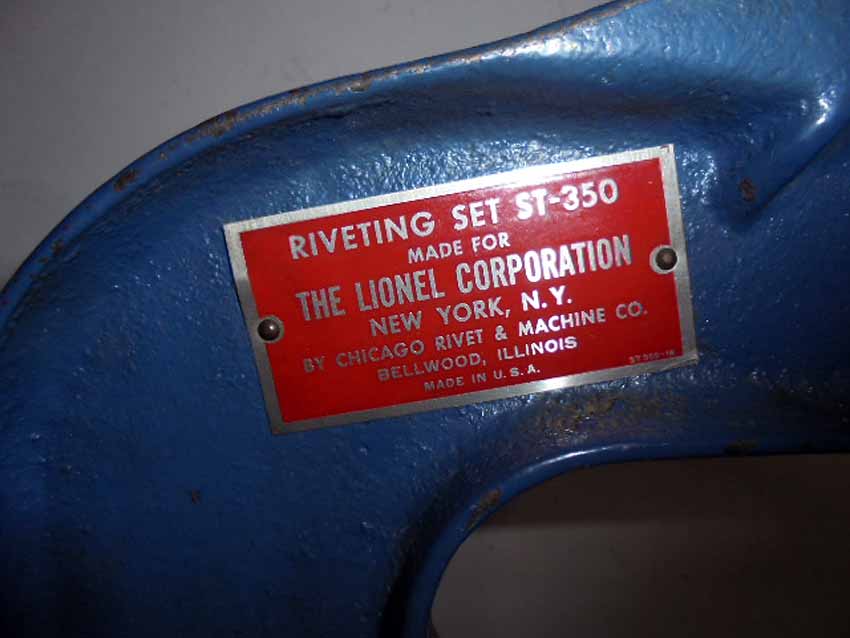 RIVETING SET ST-350
MADE FOR
THE LIONEL CORPORATION
NEW YORK, N.Y.
BY CHICAGO RIVET & MACHINE CO.
BELLWOOD, ILLINOIS
MADE IN U.S.A.